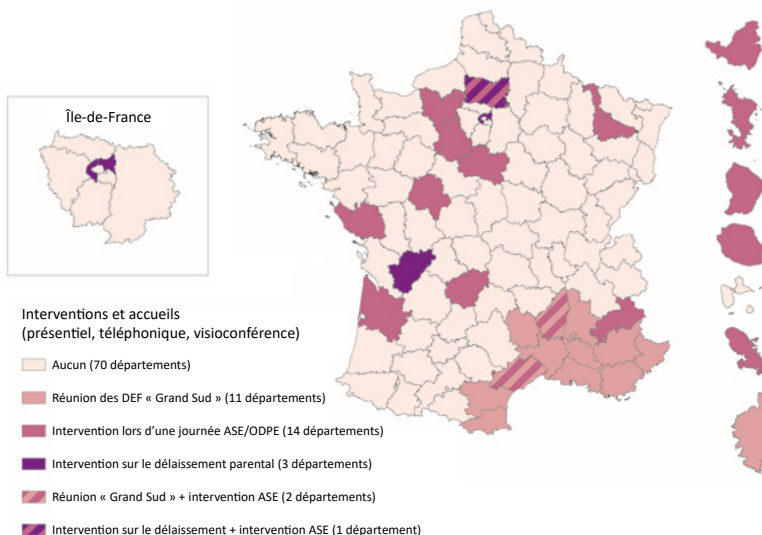 Île-de-France
Interventions et accueils
(présentiel, téléphonique, visioconférence)
Aucun (70 départements)
Réunion des DEF « Grand Sud » (11 départements)
Intervention lors d'une journée ASE/ODPE (14 départements)
Intervention sur le délaissement parental (3 départements)
Réunion « Grand Sud » + intervention ASE (2 départements)
Intervention sur le délaissement + intervention ASE (1 département)